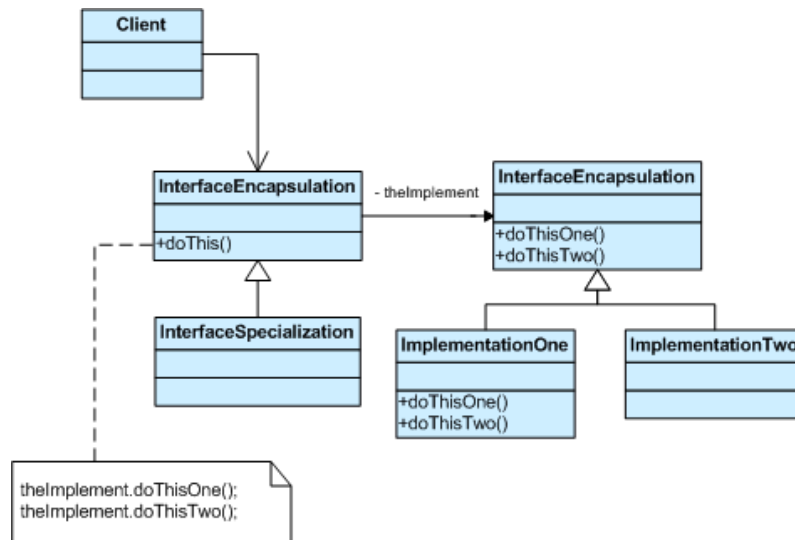 Client
InterfaceEncapsulation
+doThis()
- theImplement
InterfaceEncapsulation
+doThisOne()
+doThisTwo()
InterfaceSpecialization
ImplementationOne
+doThisOne()
+doThisTwo()
ImplementationTwo
theImplement.doThisOne();
theImplement.doThisTwo();